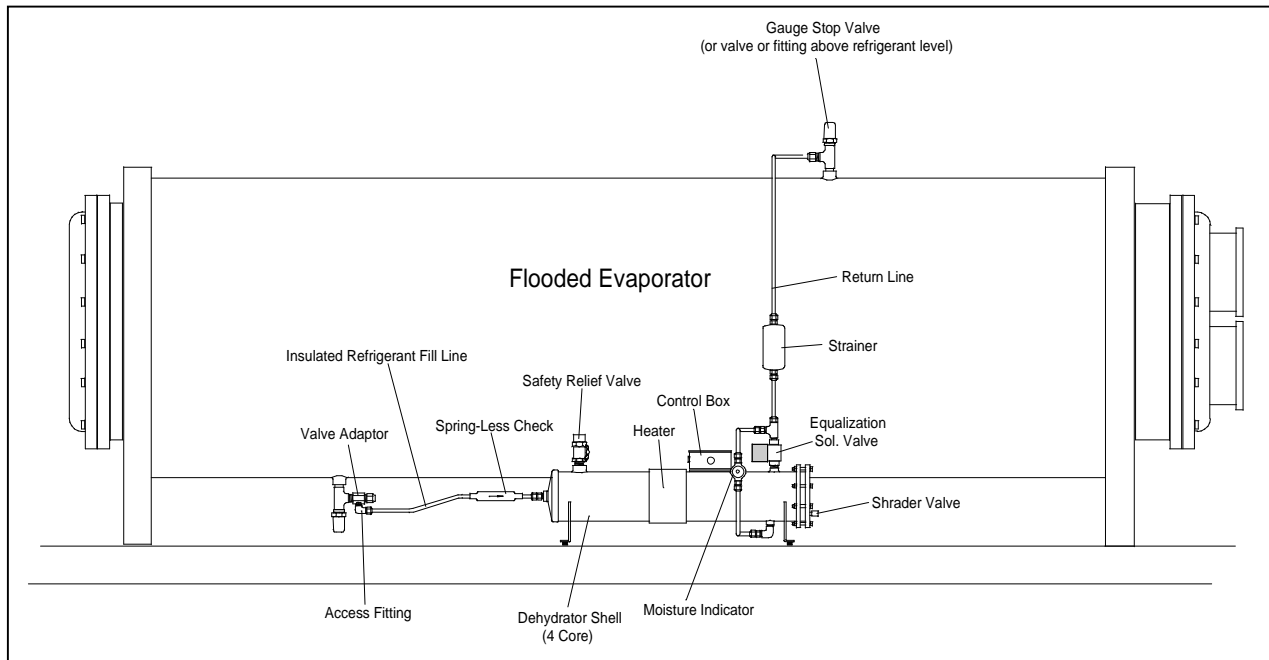 Gauge Stop Valve
(or valve or fitting above refrigerant level)
Flooded Evaporator
Return Line
Strainer
Insulated Refrigerant Fill Line
Safety Relief Valve
Control Box
Equalization
Sol. Valve
Spring-Less Check
Heater
Valve Adaptor
Shrader Valve
Access Fitting
Dehydrator Shell
(4 Core)
Moisture Indicator